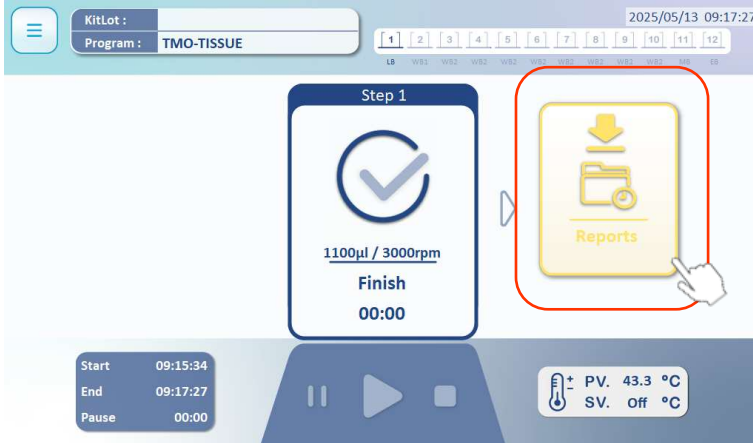 KitLot :
2025/05/13 09:17:27
Program : TMO-TISSUE
1 2 3 4 5 6 7 8 9 10 11 12
LB WB1 WB2 WB2 WB2 WB2 WB2 WB2 WB2 WB2 MB EB
Step 1
1100µl / 3000rpm
Finish
00:00
Reports
Start 09:15:34
End 09:17:27
Pause 00:00
PV. 43.3 °C
SV. Off °C